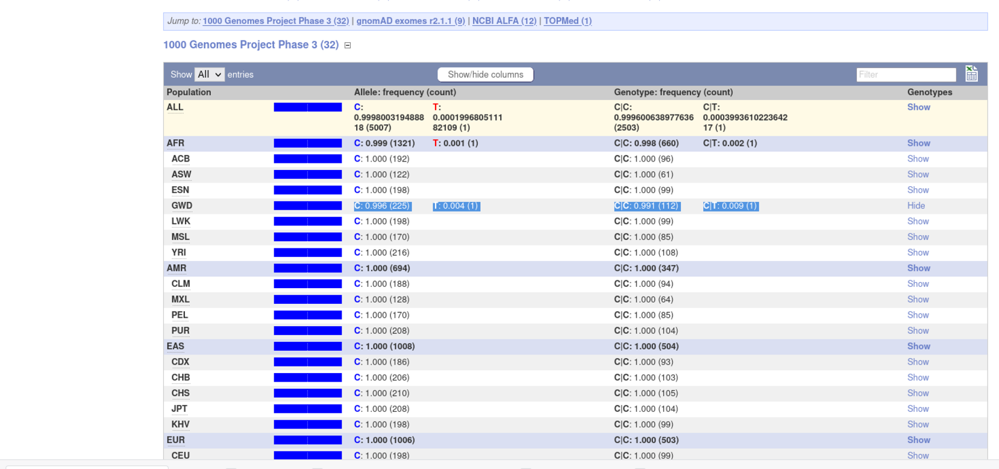 Jump to: 1000 Genomes Project Phase 3 (32) | gnomAD exomes r2.1.1 (9) | NCBI ALFA (12) | TOPMed (1)
1000 Genomes Project Phase 3 (32)
Show All entries Show/hide columns Filter
Population Allele: frequency (count) Genotype: frequency (count) Genotypes
ALL C: T: C|C: C|T: Show
0.9998003194888 0.0001996805111 0.999600638977636 0.0003993610223642
18 (5007) 82109 (1) (2503) 17 (1)
AFR C: 0.999 (1321) T: 0.001 (1) C|C: 0.998 (660) C|T: 0.002 (1) Show
ACB C: 1.000 (192) C|C: 1.000 (96) Show
ASW C: 1.000 (122) C|C: 1.000 (61) Show
ESN C: 1.000 (198) C|C: 1.000 (99) Show
GWD C: 0.996 (225) T: 0.004 (1) C|C: 0.991 (112) C|T: 0.009 (1) Hide
LWK C: 1.000 (198) C|C: 1.000 (99) Show
MSL C: 1.000 (170) C|C: 1.000 (85) Show
YRI C: 1.000 (216) C|C: 1.000 (108) Show
AMR C: 1.000 (694) C|C: 1.000 (347) Show
CLM C: 1.000 (188) C|C: 1.000 (94) Show
MXL C: 1.000 (128) C|C: 1.000 (64) Show
PEL C: 1.000 (170) C|C: 1.000 (85) Show
PUR C: 1.000 (208) C|C: 1.000 (104) Show
EAS C: 1.000 (1008) C|C: 1.000 (504) Show
CDX C: 1.000 (186) C|C: 1.000 (93) Show
CHB C: 1.000 (206) C|C: 1.000 (103) Show
CHS C: 1.000 (210) C|C: 1.000 (105) Show
JPT C: 1.000 (208) C|C: 1.000 (104) Show
KHV C: 1.000 (198) C|C: 1.000 (99) Show
EUR C: 1.000 (1006) C|C: 1.000 (503) Show
CEU C: 1.000 (198) C|C: 1.000 (99) Show